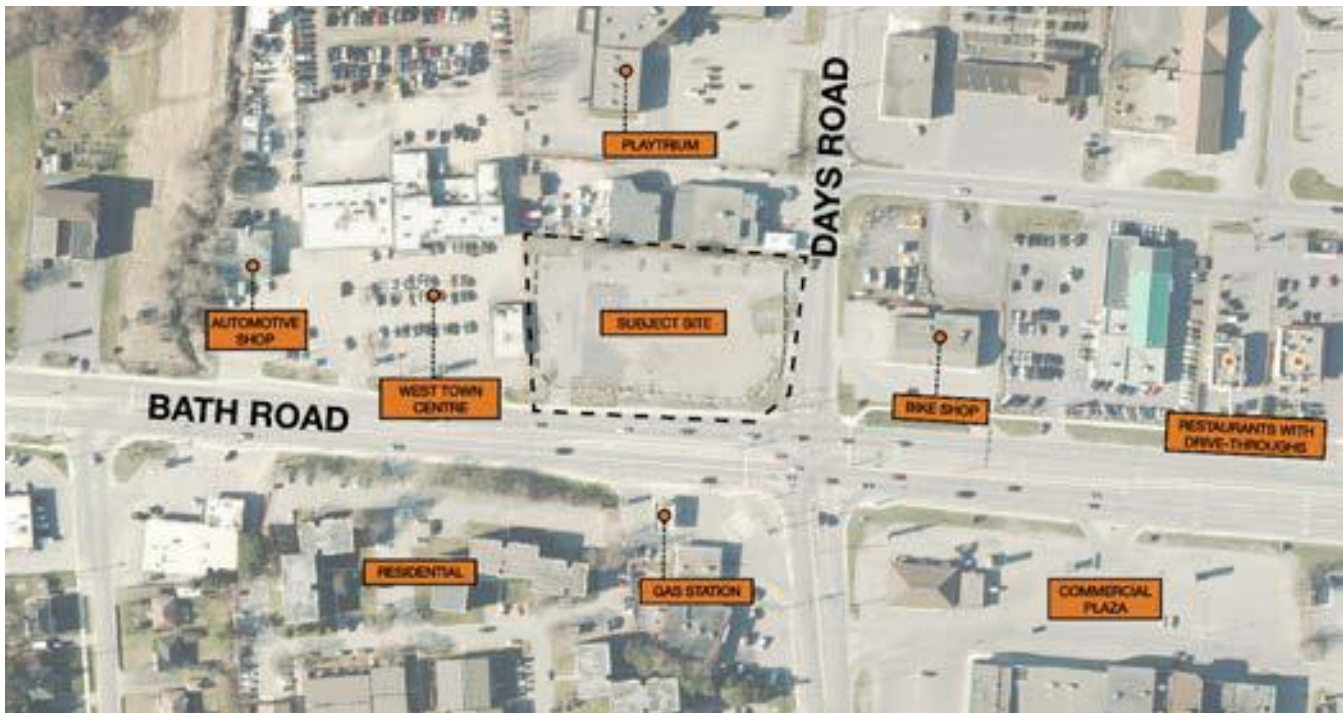 PLAYTRIUM
DAYS ROAD
AUTOMOTIVE
SHOP
SUBJECT SITE
WEST TOWN
CENTRE
BATH ROAD
BIKE SHOP
RESTAURANTS WITH
DRIVE-THROUGHS
RESIDENTIAL
GAS STATION
COMMERCIAL
PLAZA